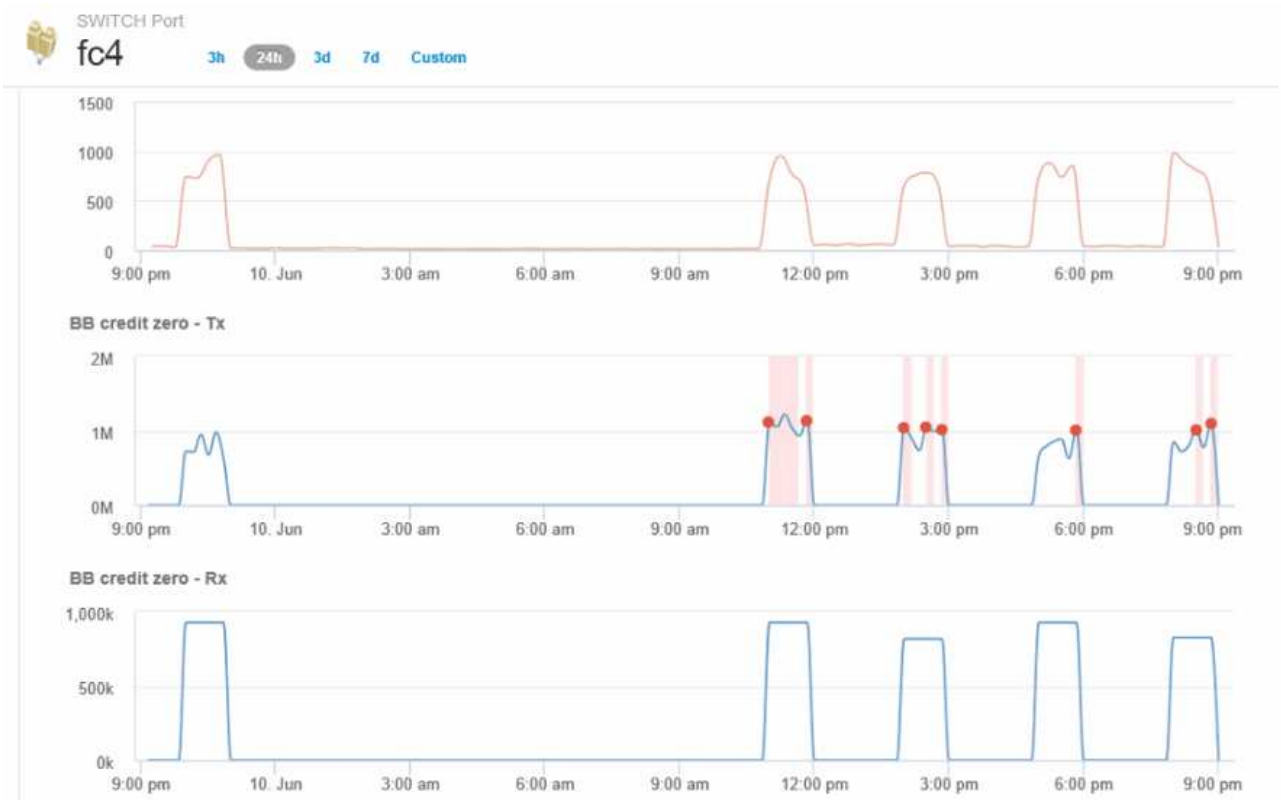 SWITCH Port
fc4
3h 24h 3d 7d Custom
1500
1000
500
0
9:00 pm 10. Jun 3:00 am 6:00 am 9:00 am 12:00 pm 3:00 pm 6:00 pm 9:00 pm
BB credit zero - Tx
2M
1M
0M
9:00 pm 10. Jun 3:00 am 6:00 am 9:00 am 12:00 pm 3:00 pm 6:00 pm 9:00 pm
BB credit zero - Rx
1,000k
500k
0k
9:00 pm 10. Jun 3:00 am 6:00 am 9:00 am 12:00 pm 3:00 pm 6:00 pm 9:00 pm